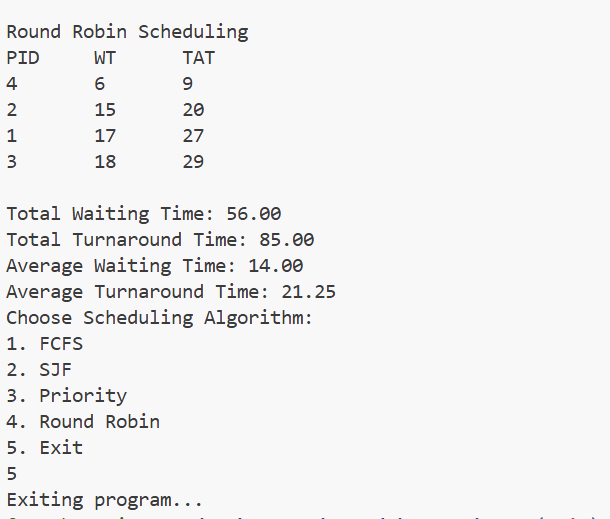 Round Robin Scheduling
PID WT TAT
4 6 9
2 15 20
1 17 27
3 18 29
Total Waiting Time: 56.00
Total Turnaround Time: 85.00
Average Waiting Time: 14.00
Average Turnaround Time: 21.25
Choose Scheduling Algorithm:
1. FCFS
2. SJF
3. Priority
4. Round Robin
5. Exit
5
Exiting program...